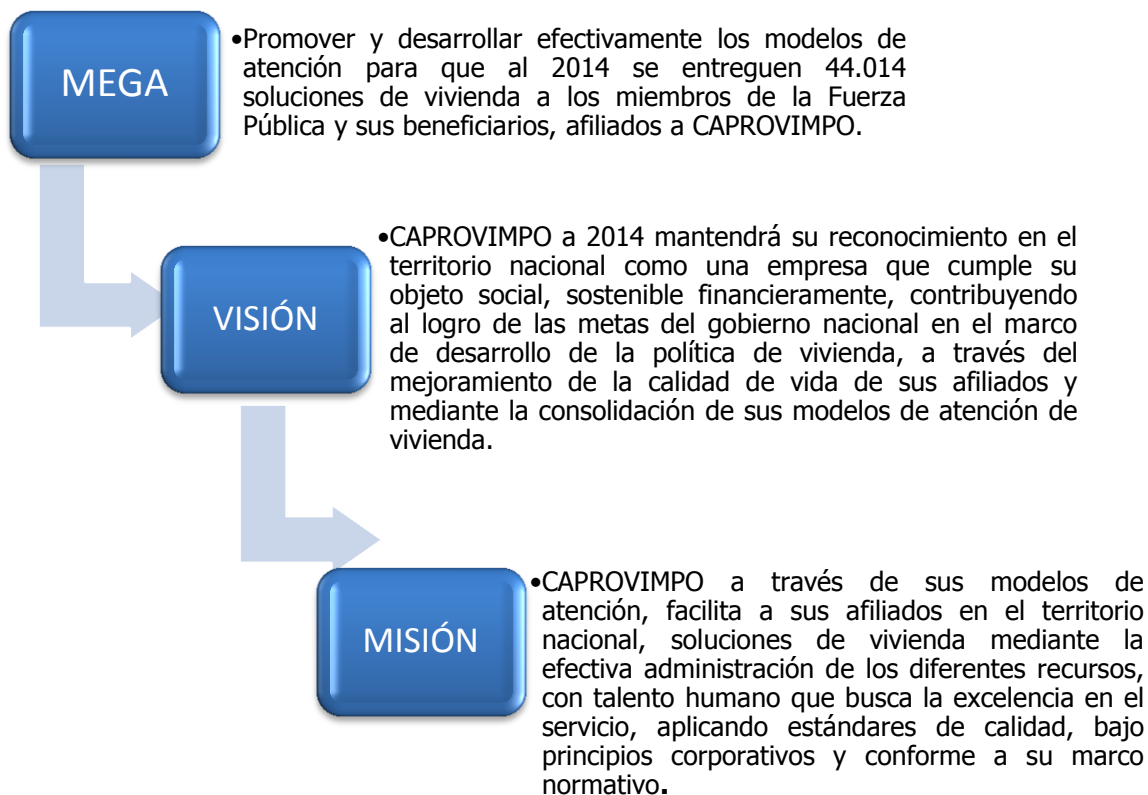 MEGA
•Promover y desarrollar efectivamente los modelos de
atención para que al 2014 se entreguen 44.014
soluciones de vivienda a los miembros de la Fuerza
Pública y sus beneficiarios, afiliados a CAPROVIMPO.
VISIÓN
•CAPROVIMPO a 2014 mantendrá su reconocimiento en el
territorio nacional como una empresa que cumple su
objeto social, sostenible financieramente, contribuyendo
al logro de las metas del gobierno nacional en el marco
de desarrollo de la política de vivienda, a través del
mejoramiento de la calidad de vida de sus afiliados y
mediante la consolidación de sus modelos de atención de
vivienda.
MISIÓN
•CAPROVIMPO a través de sus modelos de
atención, facilita a sus afiliados en el territorio
nacional, soluciones de vivienda mediante la
efectiva administración de los diferentes recursos,
con talento humano que busca la excelencia en el
servicio, aplicando estándares de calidad, bajo
principios corporativos y conforme a su marco
normativo.